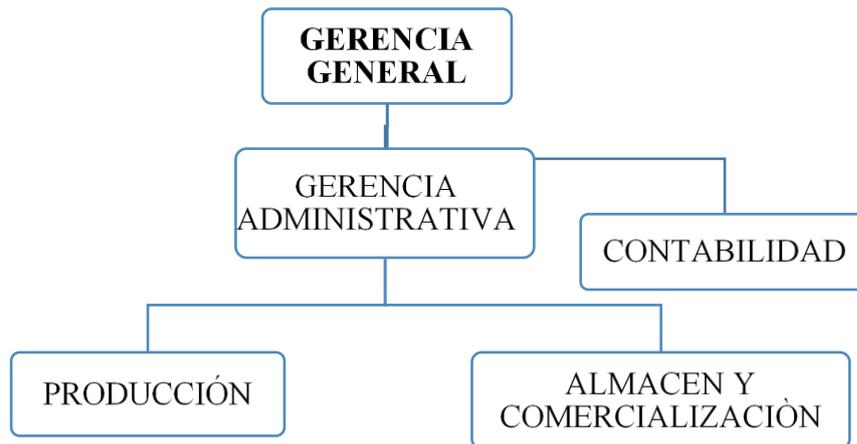 GERENCIA
GENERAL
GERENCIA
ADMINISTRATIVA
CONTABILIDAD
PRODUCCIÓN
ALMACEN Y
COMERCIALIZACIÒN